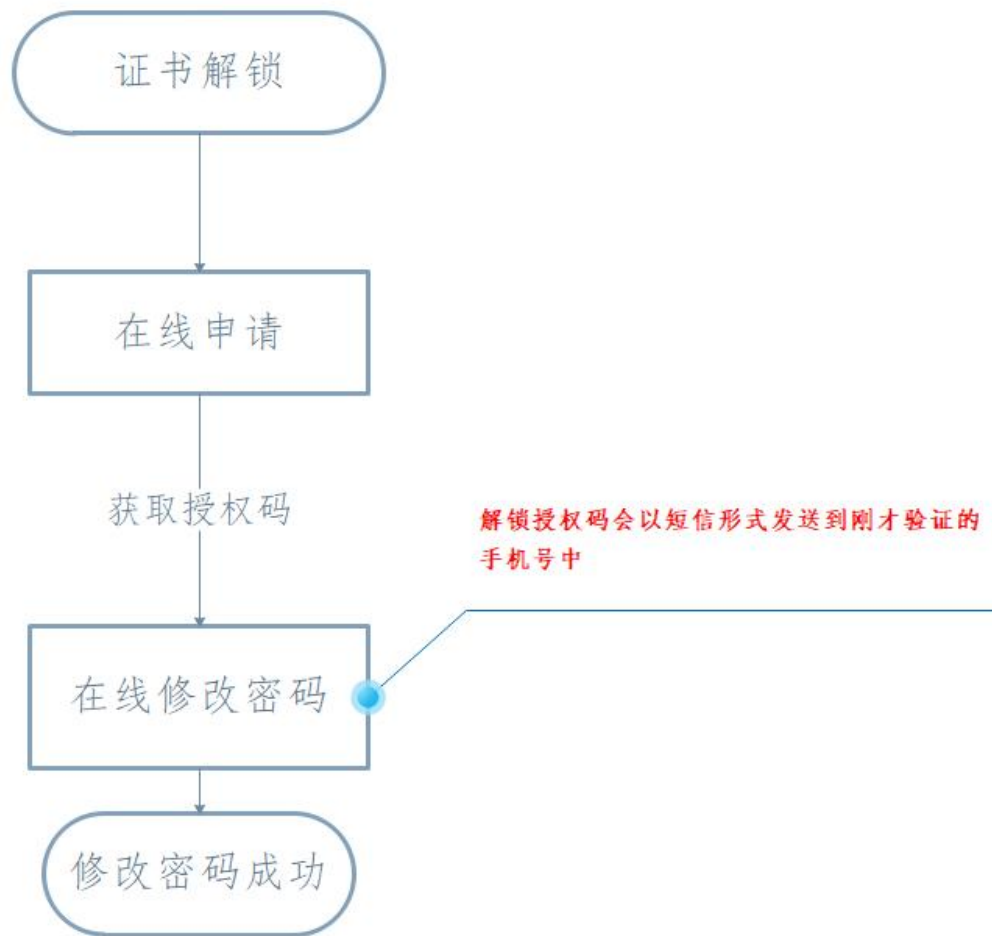 证书解锁
在线申请
获取授权码
解锁授权码会以短信形式发送到刚才验证的
手机号中
在线修改密码
修改密码成功